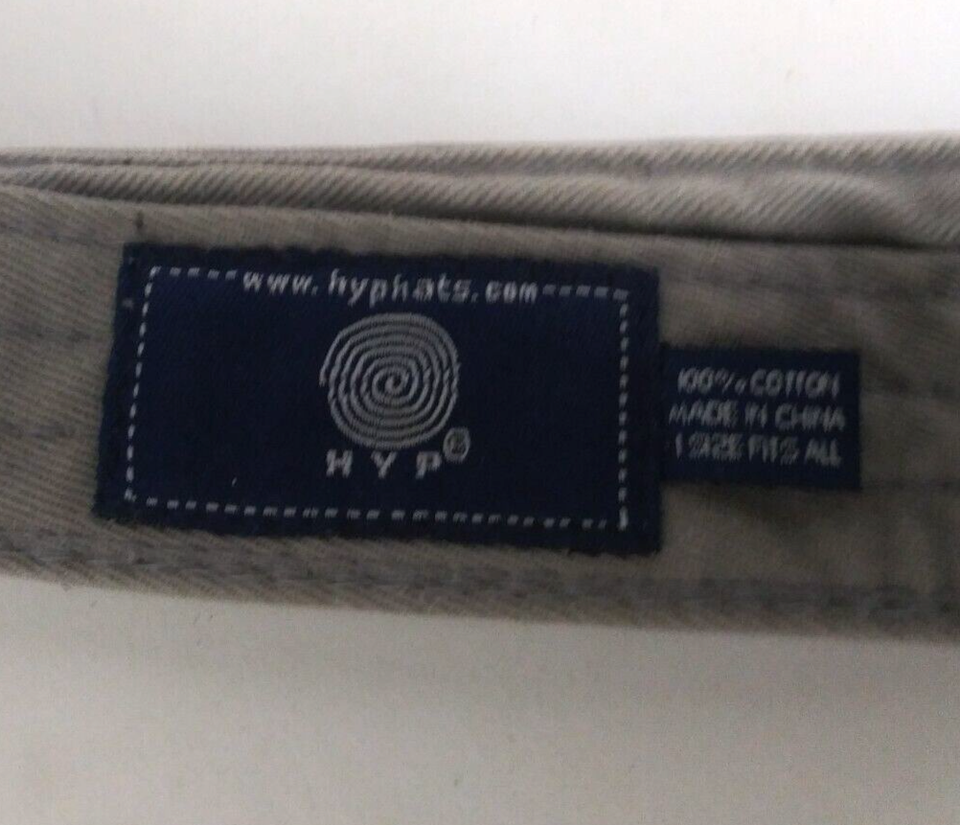 www.hyphats.com
HYP®
100% COTTON
MADE IN CHINA
1 SIZE FITS ALL